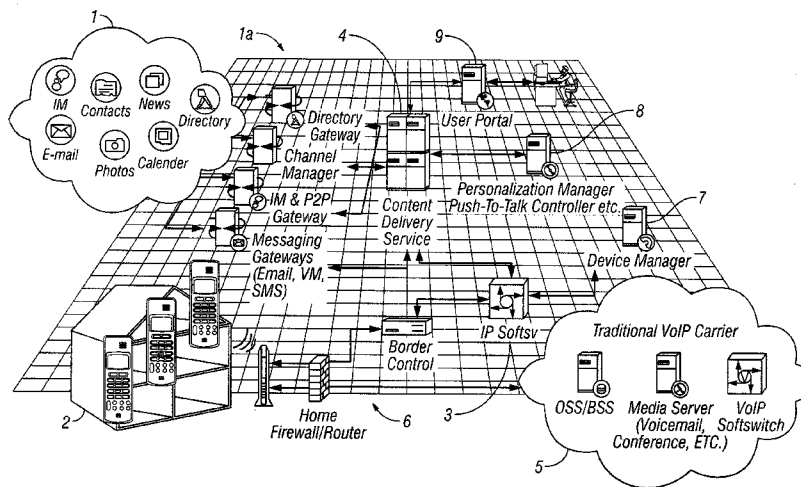 1
1a
4
9
IM
Contacts
News
Directory
E-mail
Photos
Calender
Directory
Gateway
Channel
Manager
IM & P2P
Gateway
Messaging
Gateways
(Email, VM,
SMS)
Content
Delivery
Service
User Portal
8
Personalization Manager
Push-To-Talk Controller etc.
7
Device Manager
IP Softsv
Border
Control
2
Home
Firewall/Router
6
3
Traditional VoIP Carrier
OSS/BSS
Media Server
(Voicemail,
Conference, ETC.)
VoIP
Softswitch
5